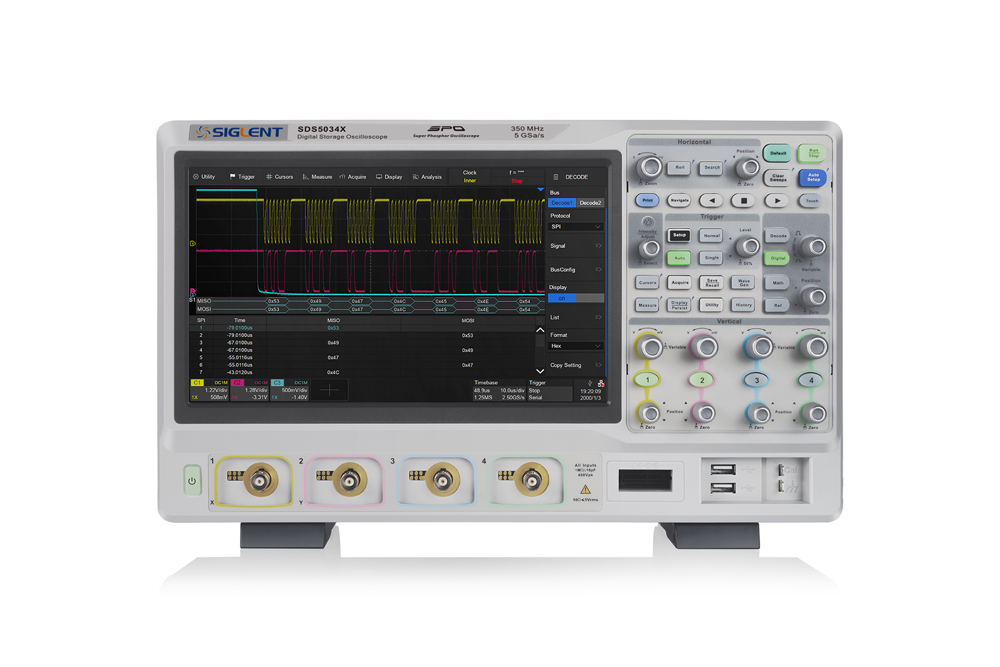 SIGLENT
SDS5034X
Digital Storage Oscilloscope
SPO
Super Phosphor Oscilloscope
350 MHz
5 GSa/s
Utility Trigger Cursors Measure Acquire Display Analysis
Clock
Inner
f = ***
Stop
DECODE
Bus
Decode1 Decode2
Protocol
SPI
Signal
BusConfig
Display
on
List
Format
Hex
Copy Setting
S1
MISO 0x53 0x49 0x47 0x4C 0x45 0x4E 0x54
MOSI 0x53 0x49 0x47 0x4C 0x45 0x4E 0x54
SPI Time MISO MOSI
1 -79.0100us 0x53
2 -79.0100us 0x53
3 -67.0100us 0x49
4 -67.0100us 0x49
5 -55.0116us 0x47
6 -55.0116us 0x47
7 -43.0120us 0x4C
C1 DC1M
1.22V/div
1X 508mV
C2 DC1M
1.28V/div
1X -3.31V
C3 DC1M
500mV/div
1X -1.40V
Timebase
48.9us 10.0us/div
1.25MS 2.50GS/s
Trigger
Stop
Serial
19:20:09
2000/1/3
Horizontal
S ns
Zoom
Roll
Search
Position
Zero
Default
Run
Stop
Clear
Sweeps
Auto
Setup
Print
Navigate
Touch
Intensity
Adjust
Select
Trigger
Setup
Normal
Auto
Single
Level
50%
Decode
Digital
Variable
Cursors
Acquire
Save
Recall
Wave
Gen
Math
Position
Measure
Display
Persist
Utility
History
Ref
Zero
Vertical
V mV V mV V mV V mV
Variable Variable
1 2 3 4
Position Position
Zero Zero Zero Zero
1
X
2
Y
3
4
All Inputs
1MΩ//16pF
400Vpk
50Ω≤5Vrms
D0-D15
Cal